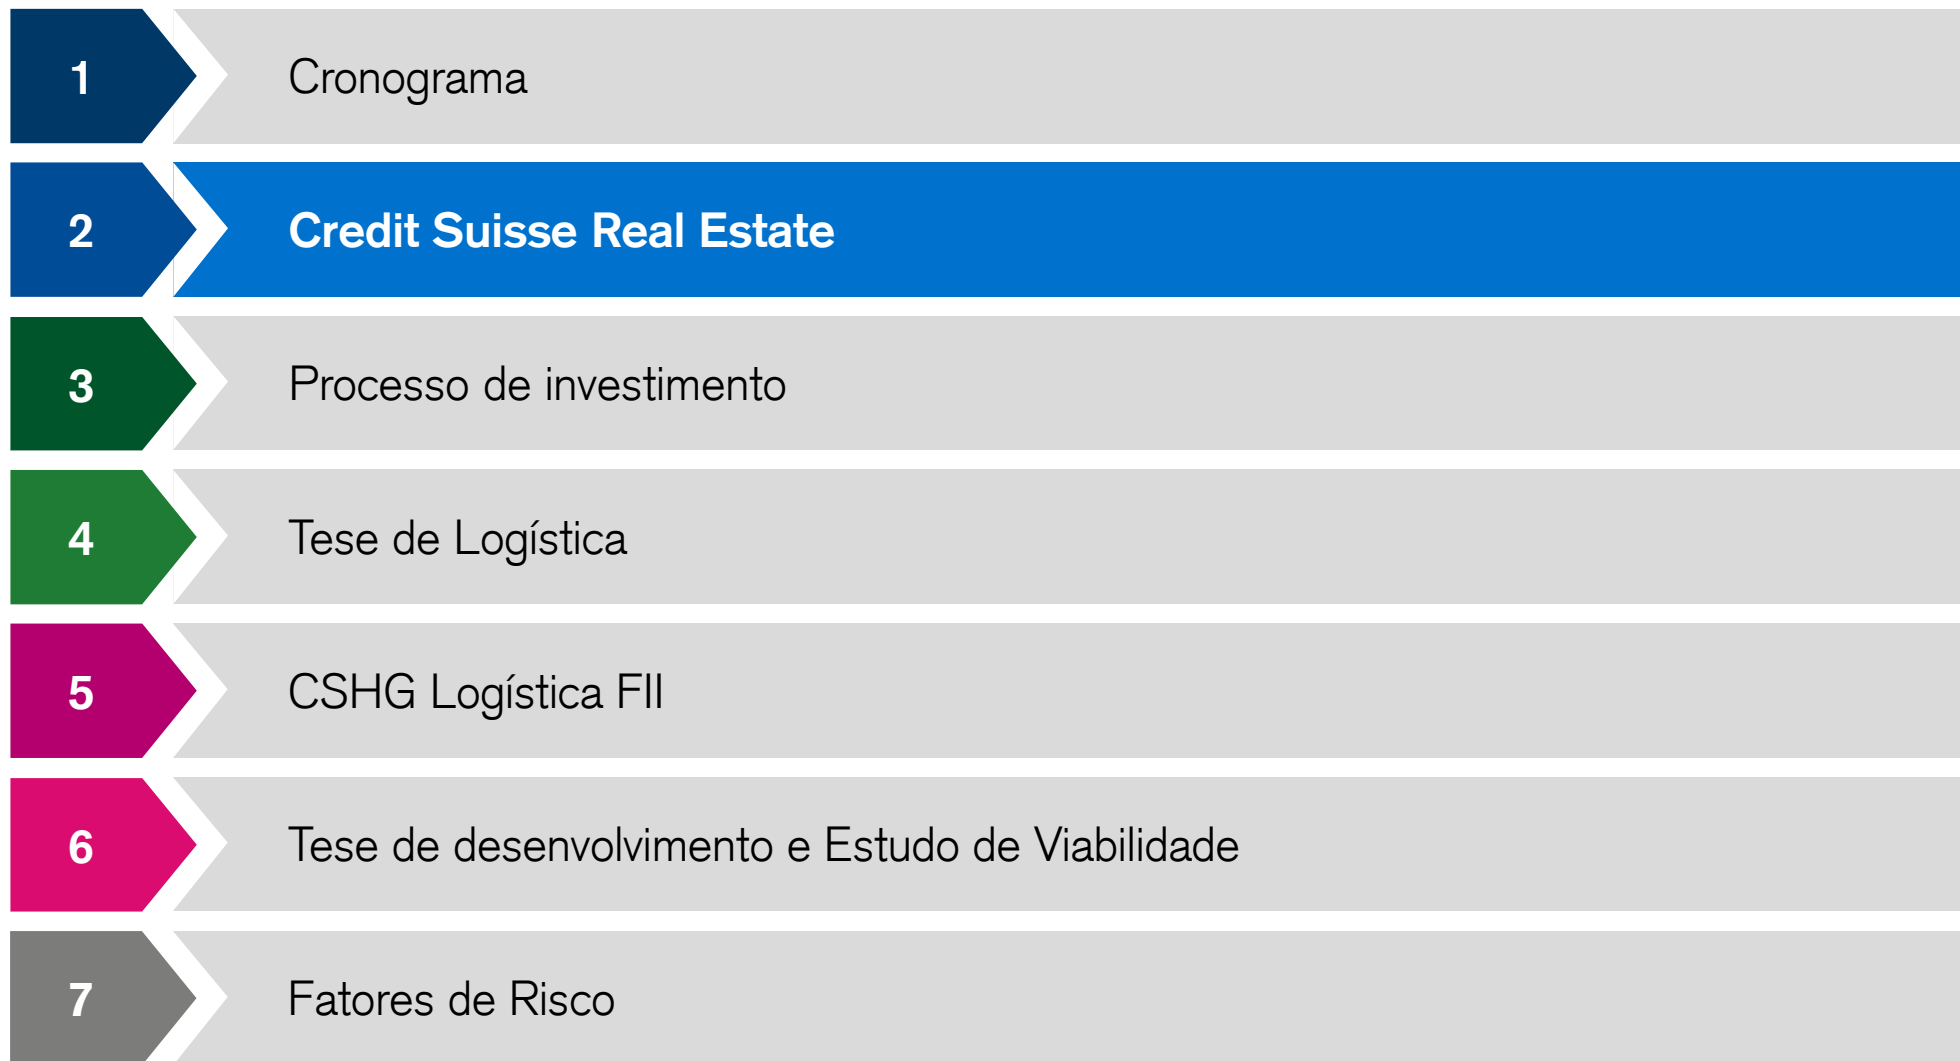 1 Cronograma
2 Credit Suisse Real Estate
3 Processo de investimento
4 Tese de Logística
5 CSHG Logística FII
6 Tese de desenvolvimento e Estudo de Viabilidade
7 Fatores de Risco